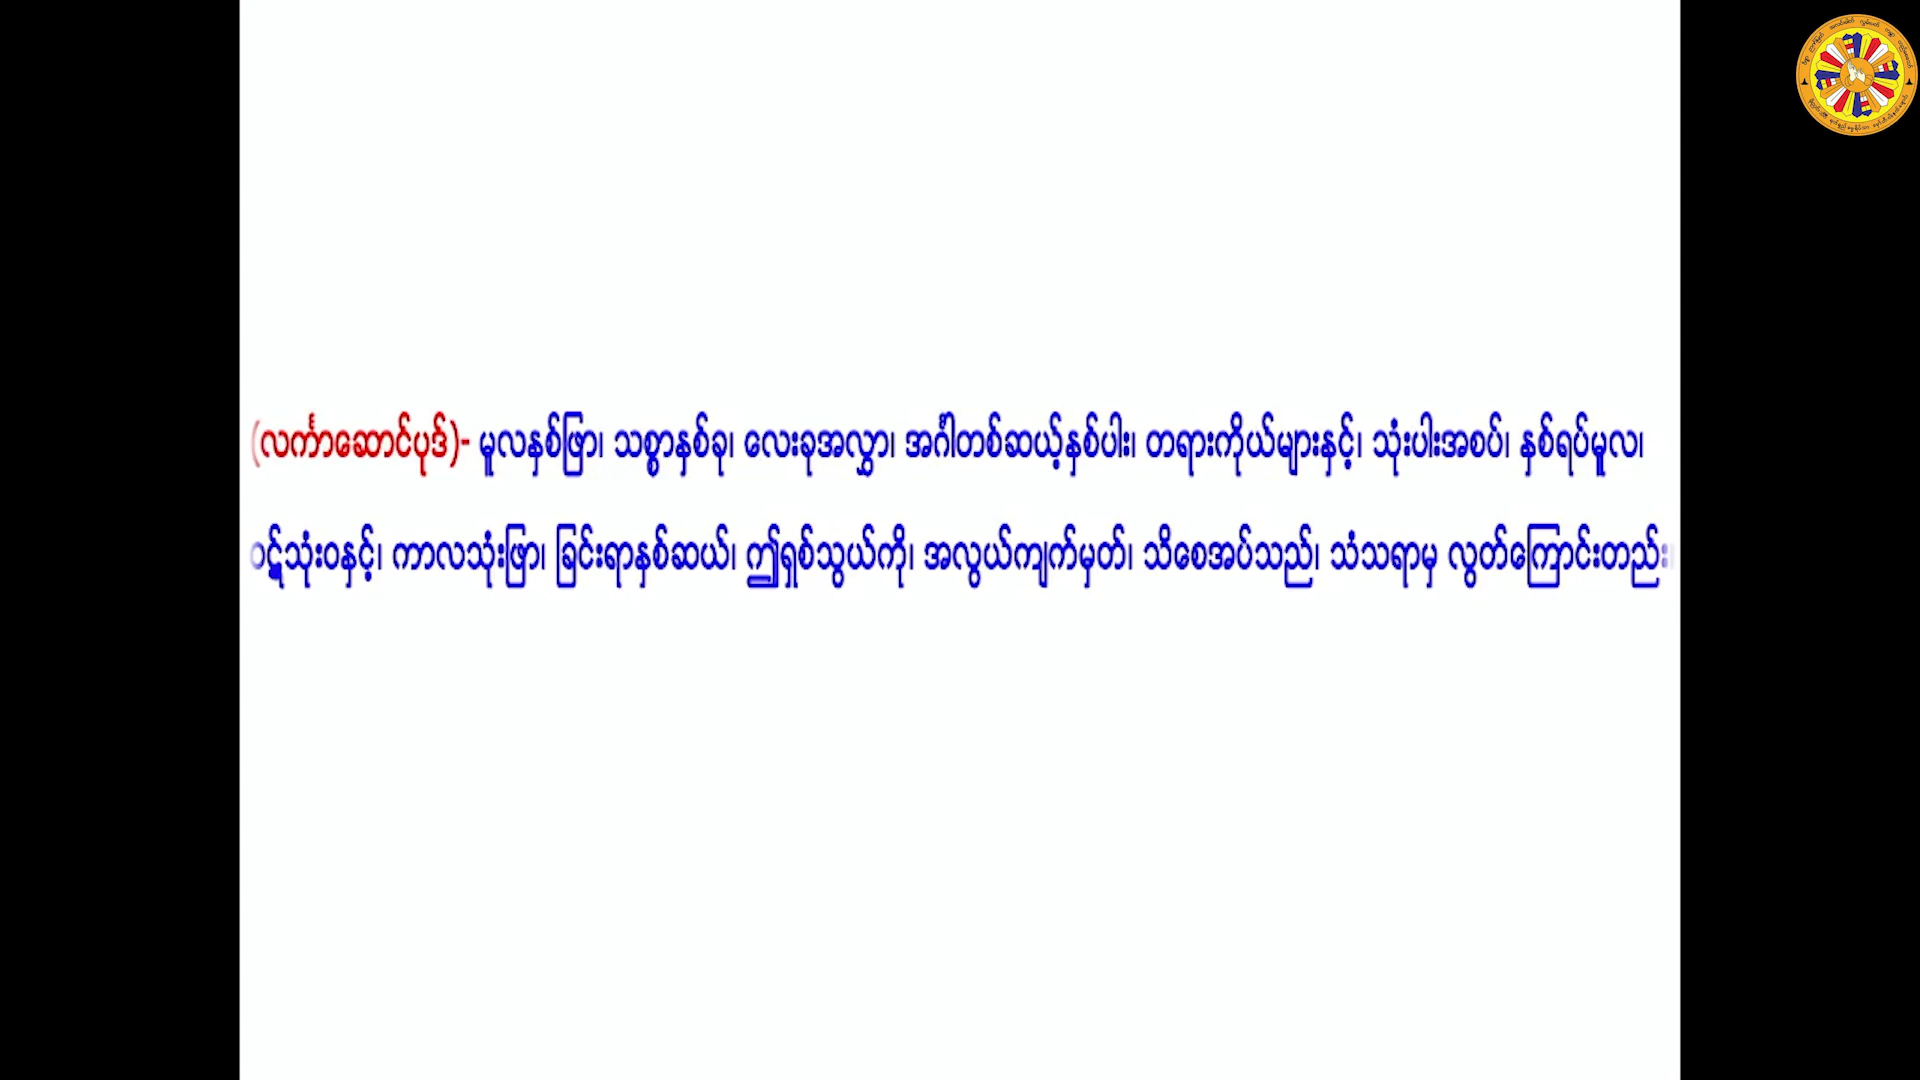 (လင်္ကာဆောင်ပုဒ်)- မူလနှစ်ဖြာ၊ သစ္စာနှစ်ခု၊ လေးခုအလွှာ၊ အင်္ဂါတစ်ဆယ့်နှစ်ပါး၊ တရားကိုယ်များနှင့်၊ သုံးပါးအစပ်၊ နှစ်ရပ်မူလ၊
ဝဋ်သုံးဝနှင့်၊ ကာလသုံးဖြာ၊ ခြင်းရာနှစ်ဆယ်၊ ဤရှစ်သွယ်ကို၊ အလွယ်ကျက်မှတ်၊ သိစေအပ်သည်၊ သံသရာမှ လွတ်ကြောင်းတည်း။